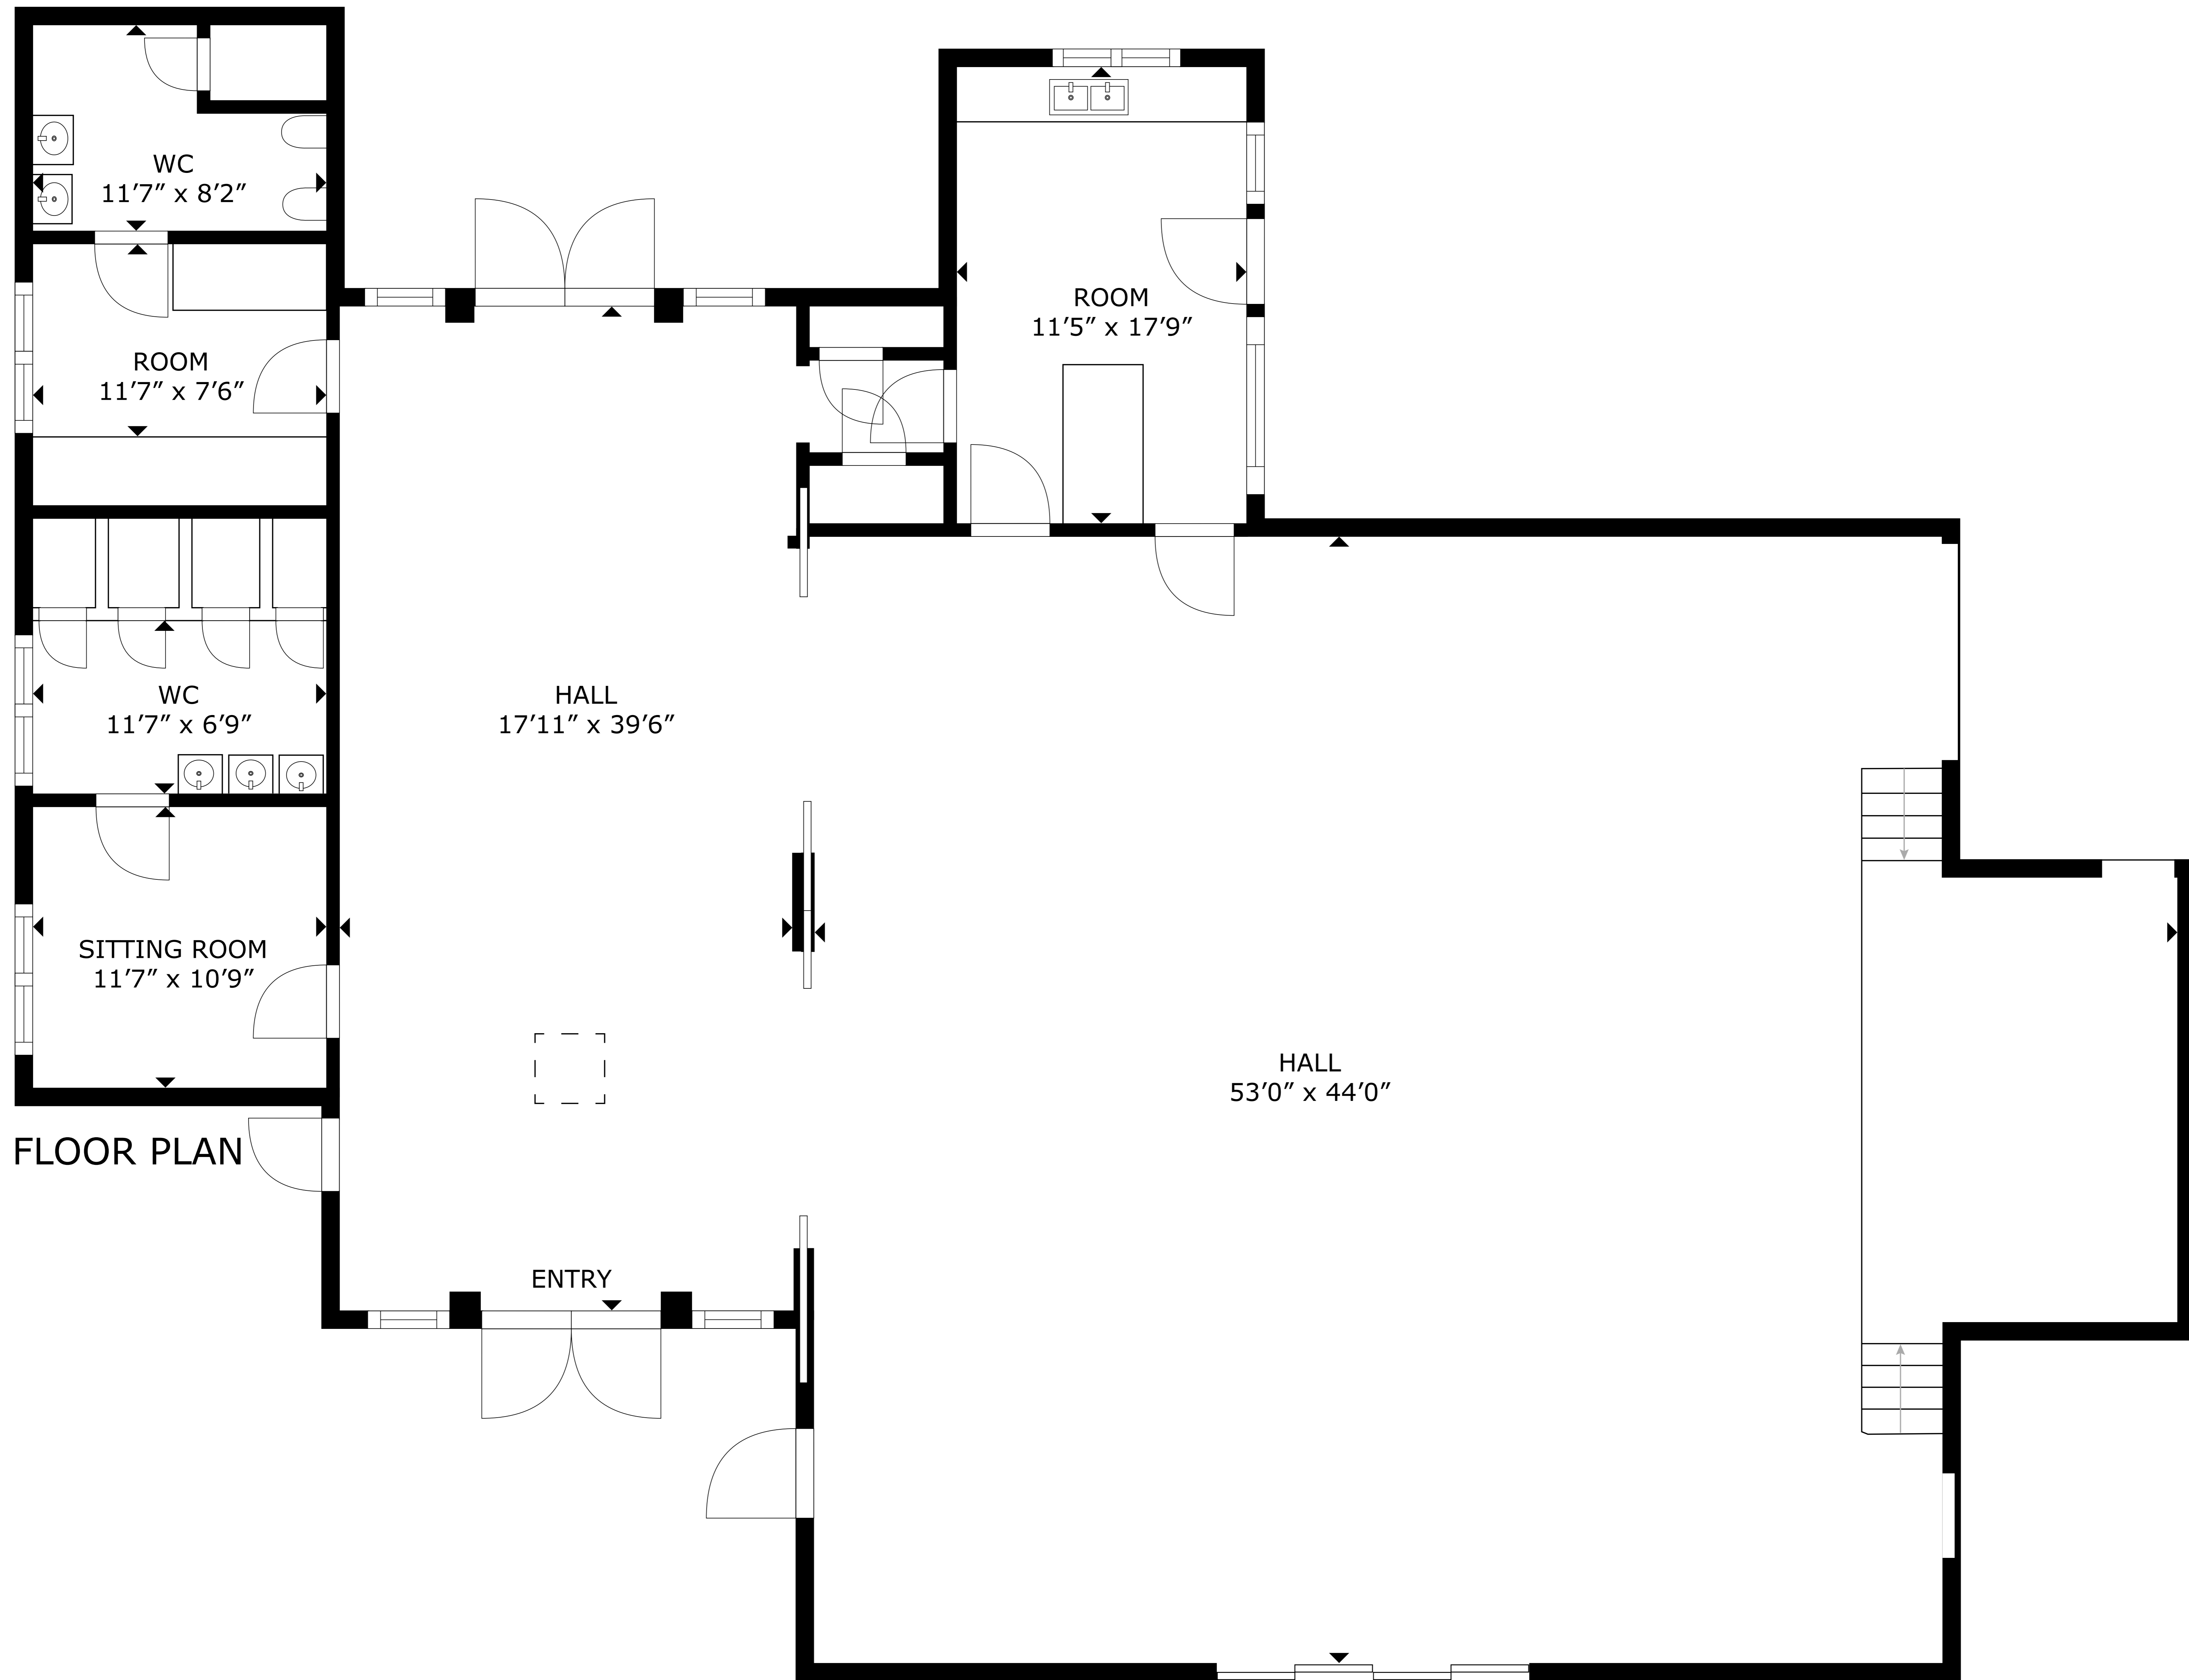 WC
11′7″ x 8′2″
ROOM
11′5″ x 17′9″
ROOM
11′7″ x 7′6″
WC
11′7″ x 6′9″
HALL
17′11″ x 39′6″
SITTING ROOM
11′7″ x 10′9″
HALL
53′0″ x 44′0″
FLOOR PLAN
ENTRY